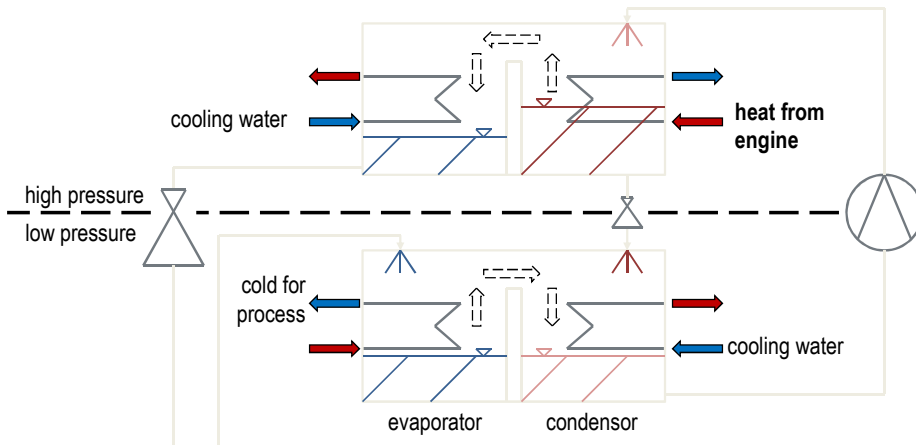 cooling water
heat from
engine
high pressure
low pressure
cold for
process
cooling water
evaporator
condensor